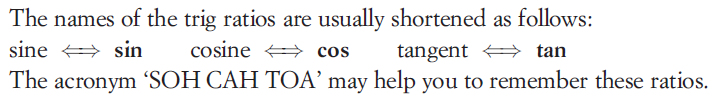 The names of the trig ratios are usually shortened as follows:
sine ⟺ sin cosine ⟺ cos tangent ⟺ tan
The acronym ‘SOH CAH TOA’ may help you to remember these ratios.